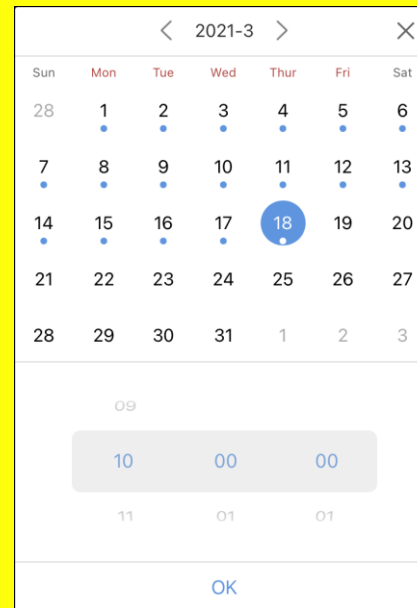 2021-3
Sun Mon Tue Wed Thur Fri Sat
28 1 2 3 4 5 6
7 8 9 10 11 12 13
14 15 16 17 18 19 20
21 22 23 24 25 26 27
28 29 30 31 1 2 3
09
10 00 00
11 01 01
OK